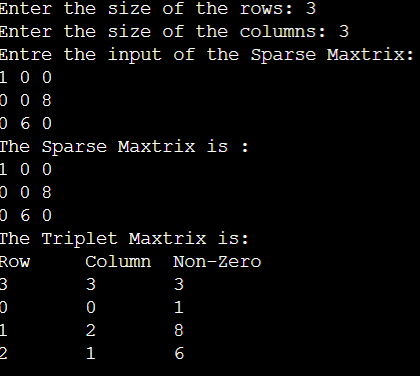 Enter the size of the rows: 3
Enter the size of the columns: 3
Entre the input of the Sparse Maxtrix:
1 0 0
0 0 8
0 6 0
The Sparse Maxtrix is :
1 0 0
0 0 8
0 6 0
The Triplet Maxtrix is:
Row Column Non-Zero
3 3 3
0 0 1
1 2 8
2 1 6